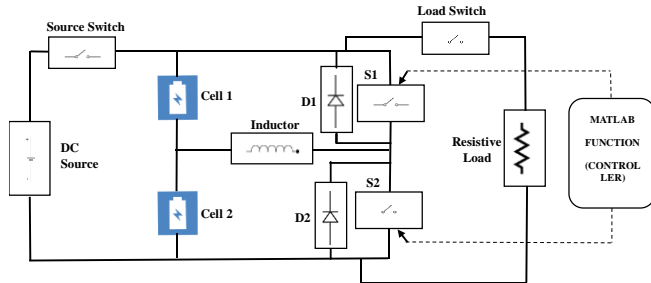 Load Switch
Source Switch
S1
Cell 1
D1
Inductor
DC
Source
Resistive
Load
MATLAB
FUNCTION
(CONTROL
LER)
S2
Cell 2
D2